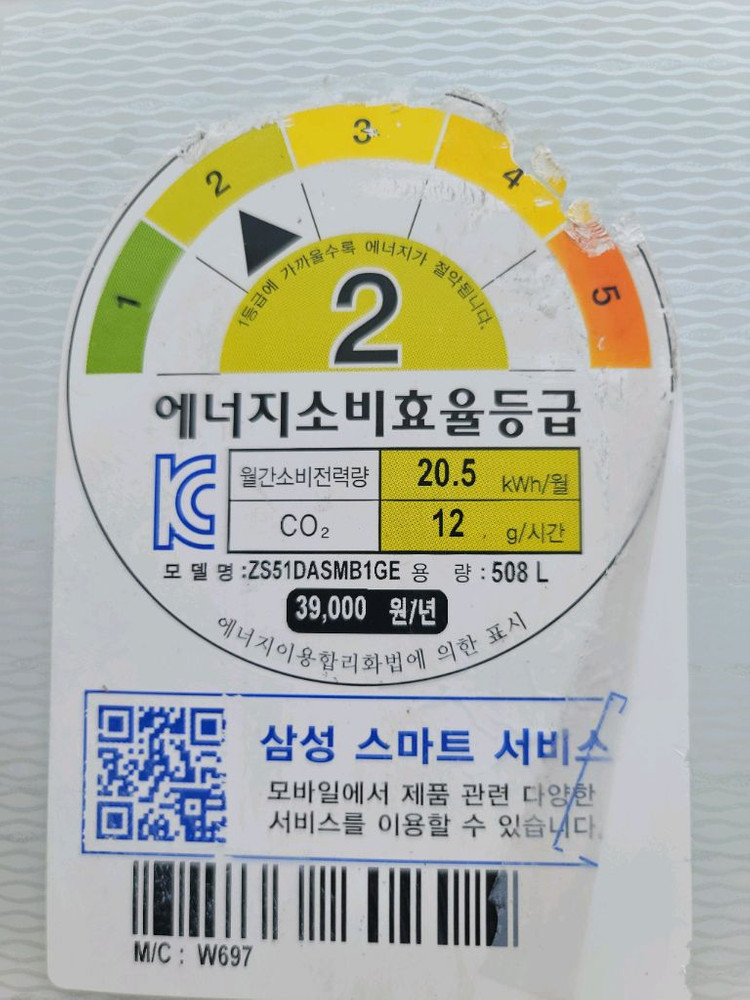 1 2 3 4 5
1등급에 가까울수록 에너지가 절약됩니다.
2
에너지소비효율등급
월간소비전력량 20.5 kWh/월
CO₂ 12 g/시간
모 델 명 :ZS51DASMB1GE 용 량 : 508 L
39,000 원/년
에너지이용합리화법에 의한 표시
삼성 스마트 서비스
모바일에서 제품 관련 다양한
서비스를 이용할 수 있습니다.
M/C : W697